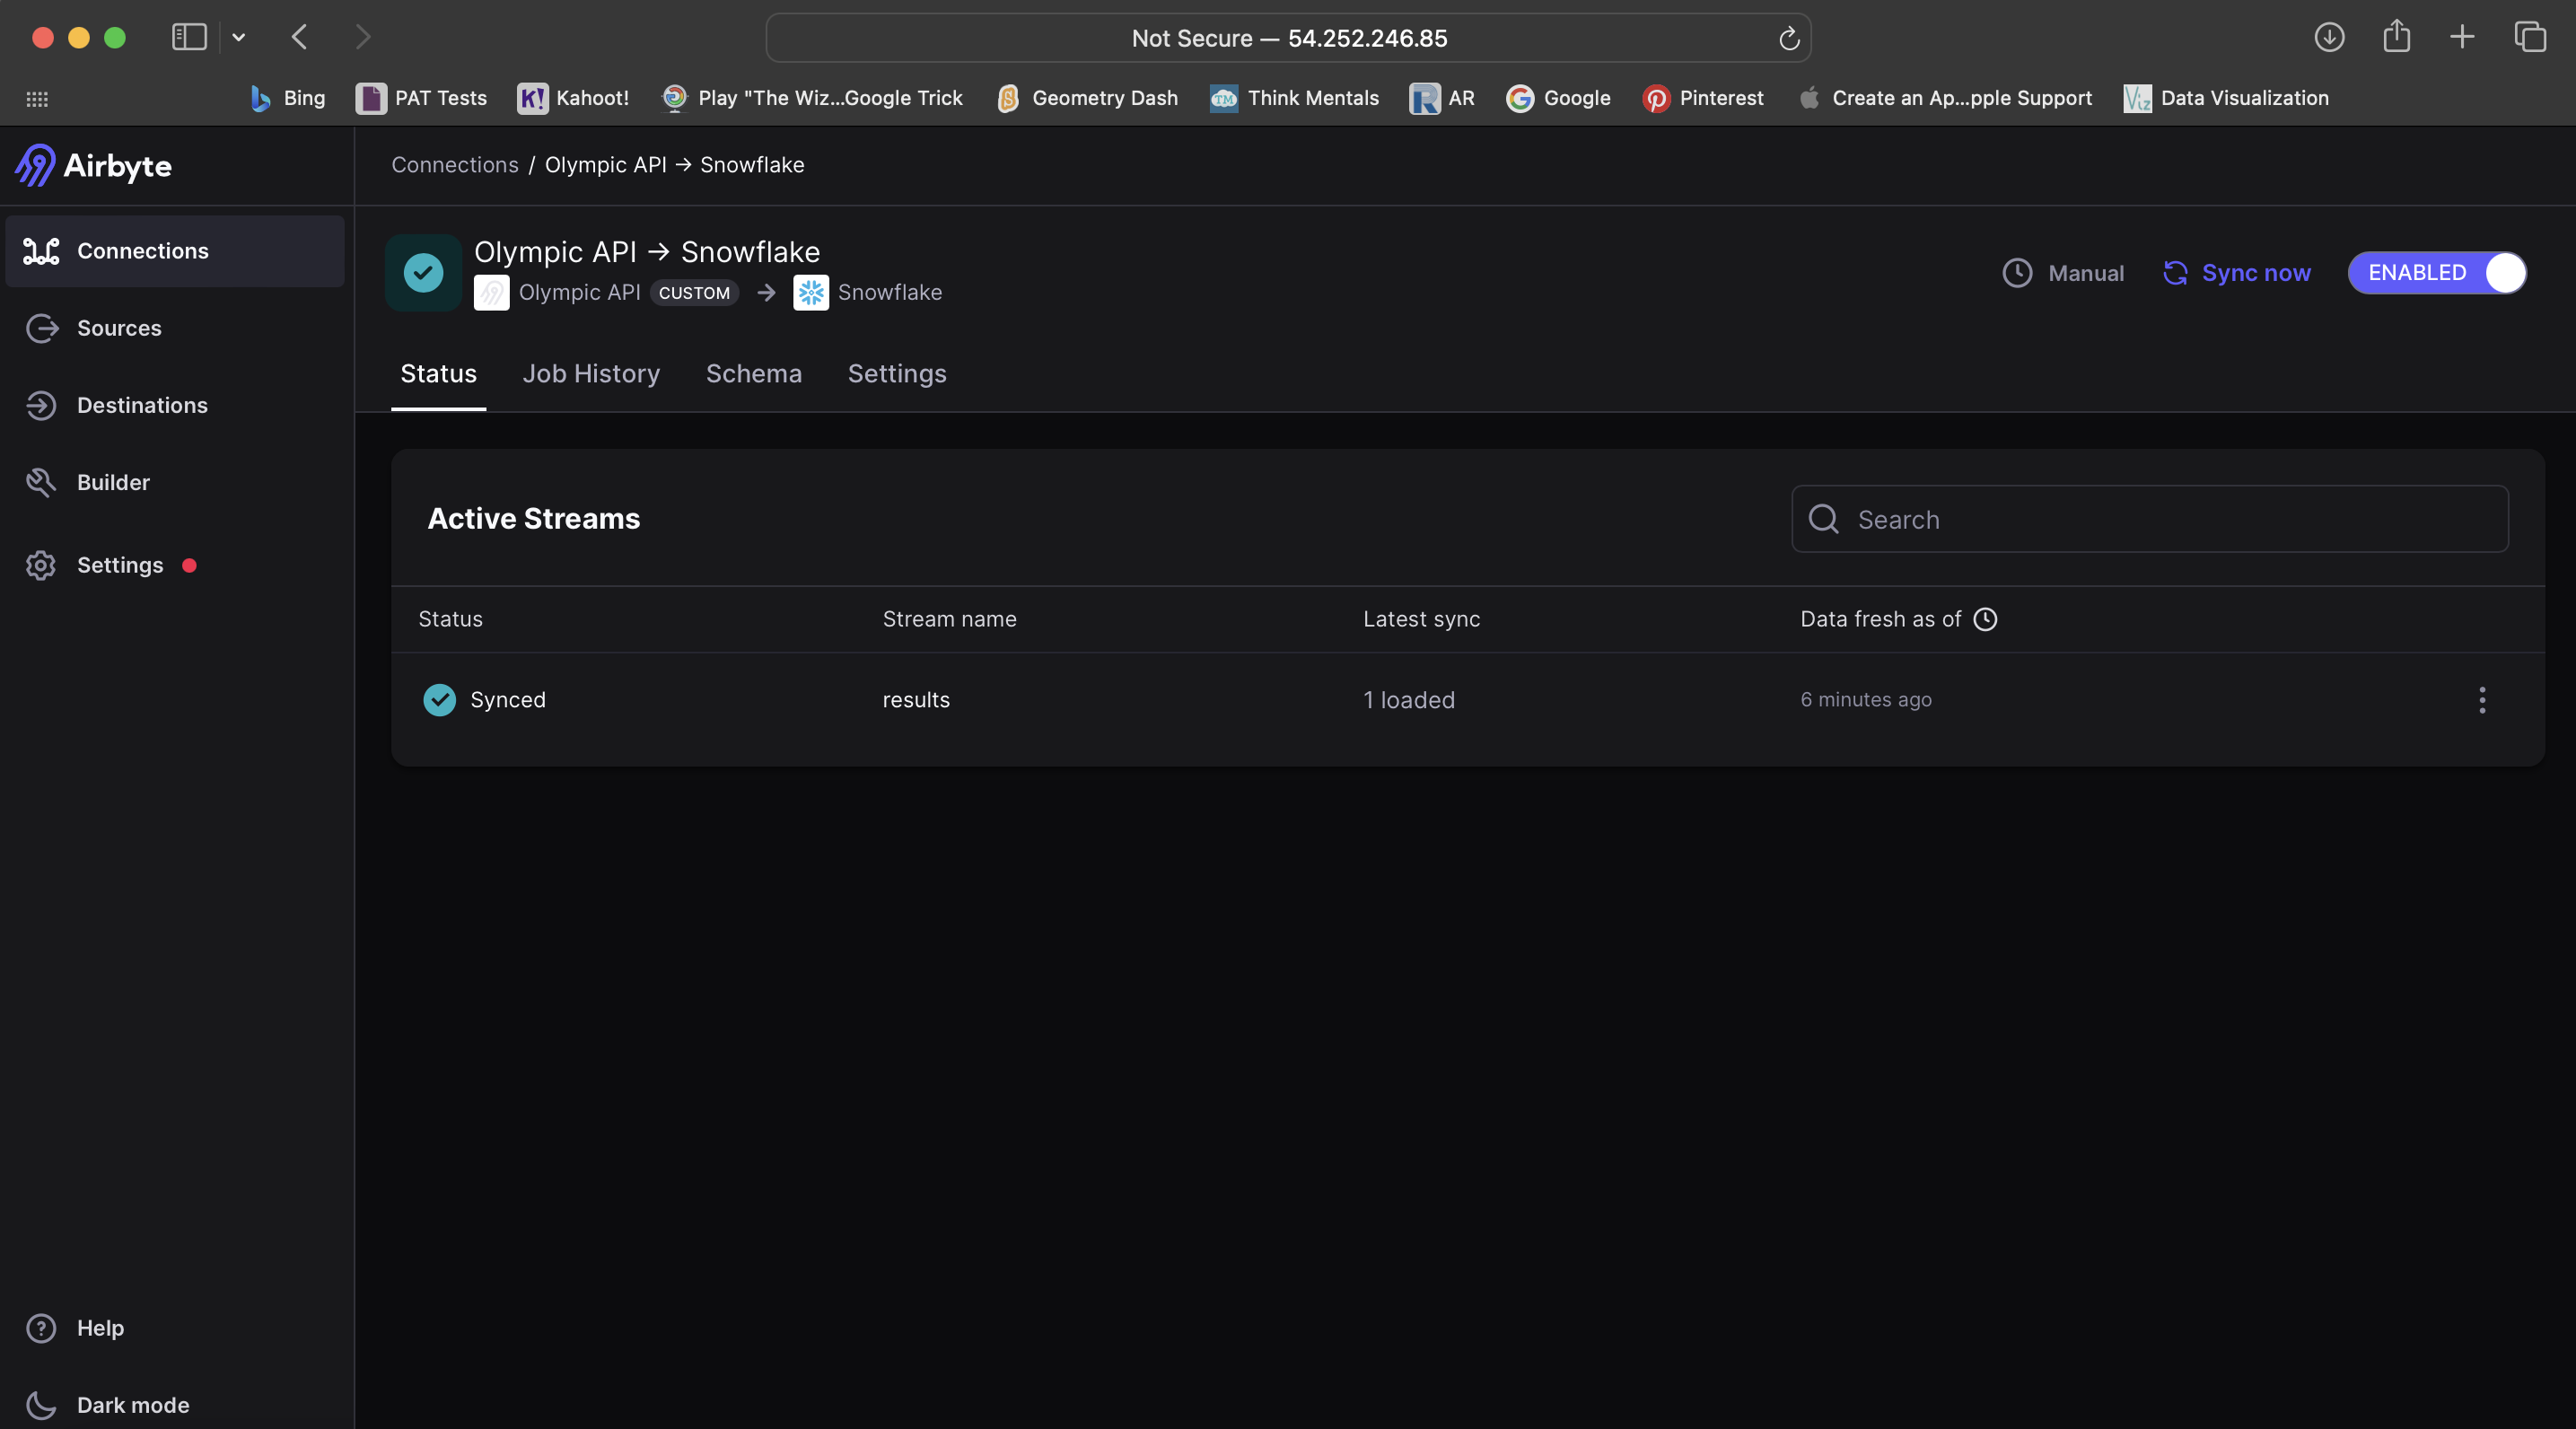 Not Secure — 54.252.246.85
Bing PAT Tests K! Kahoot! Play "The Wiz...Google Trick Geometry Dash TM Think Mentals R AR G Google Pinterest Create an Ap...pple Support Viz Data Visualization
Airbyte
Connections / Olympic API → Snowflake
Connections
Sources
Destinations
Builder
Settings
Olympic API → Snowflake
Olympic API CUSTOM → Snowflake
Manual Sync now ENABLED
Status Job History Schema Settings
Active Streams
Search
Status Stream name Latest sync Data fresh as of
Synced results 1 loaded 6 minutes ago
Help
Dark mode